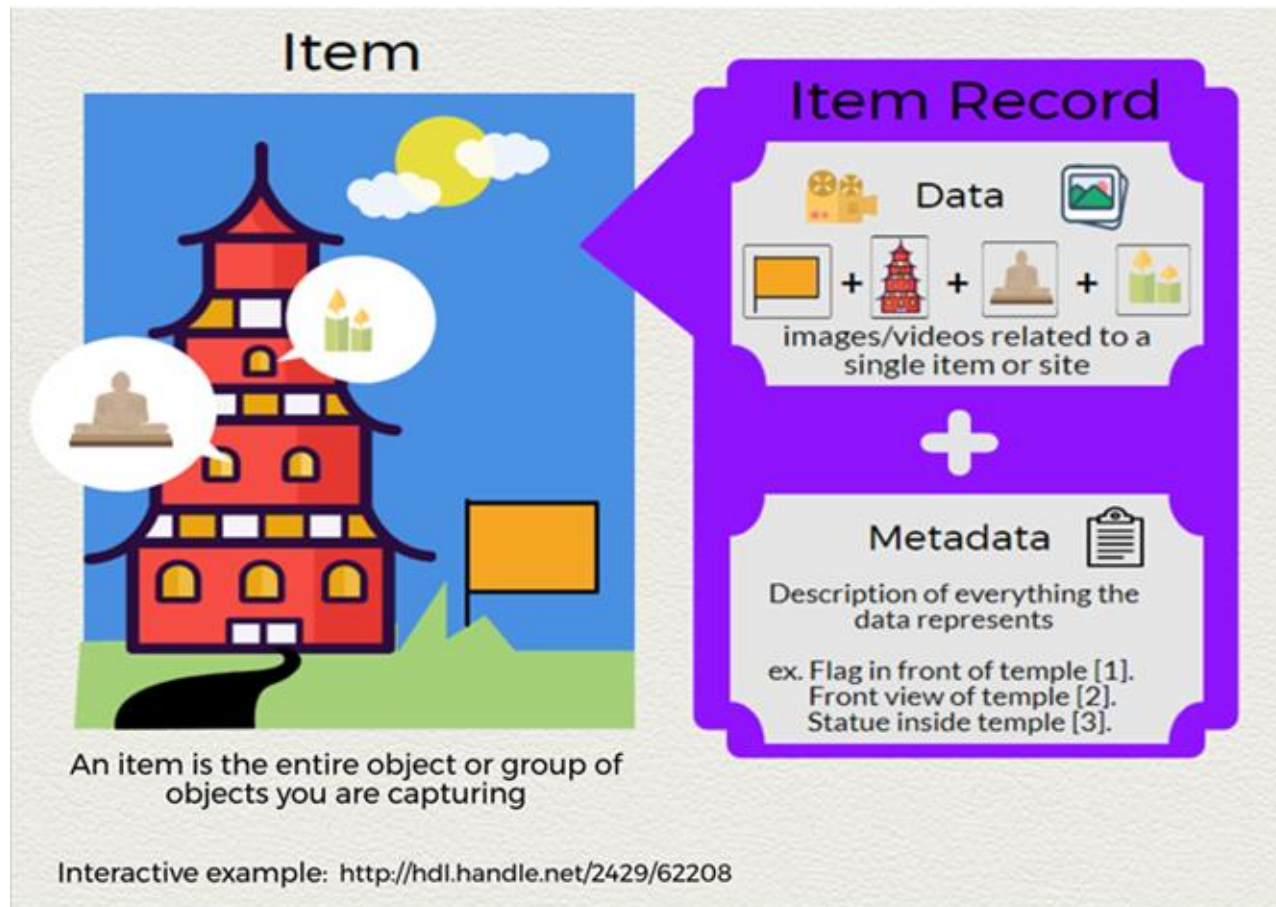 Item
An item is the entire object or group of
objects you are capturing
Interactive example: http://hdl.handle.net/2429/62208
Item Record
Data
+ + +
images/videos related to a
single item or site
+
Metadata
Description of everything the
data represents
ex. Flag in front of temple [1].
Front view of temple [2].
Statue inside temple [3].